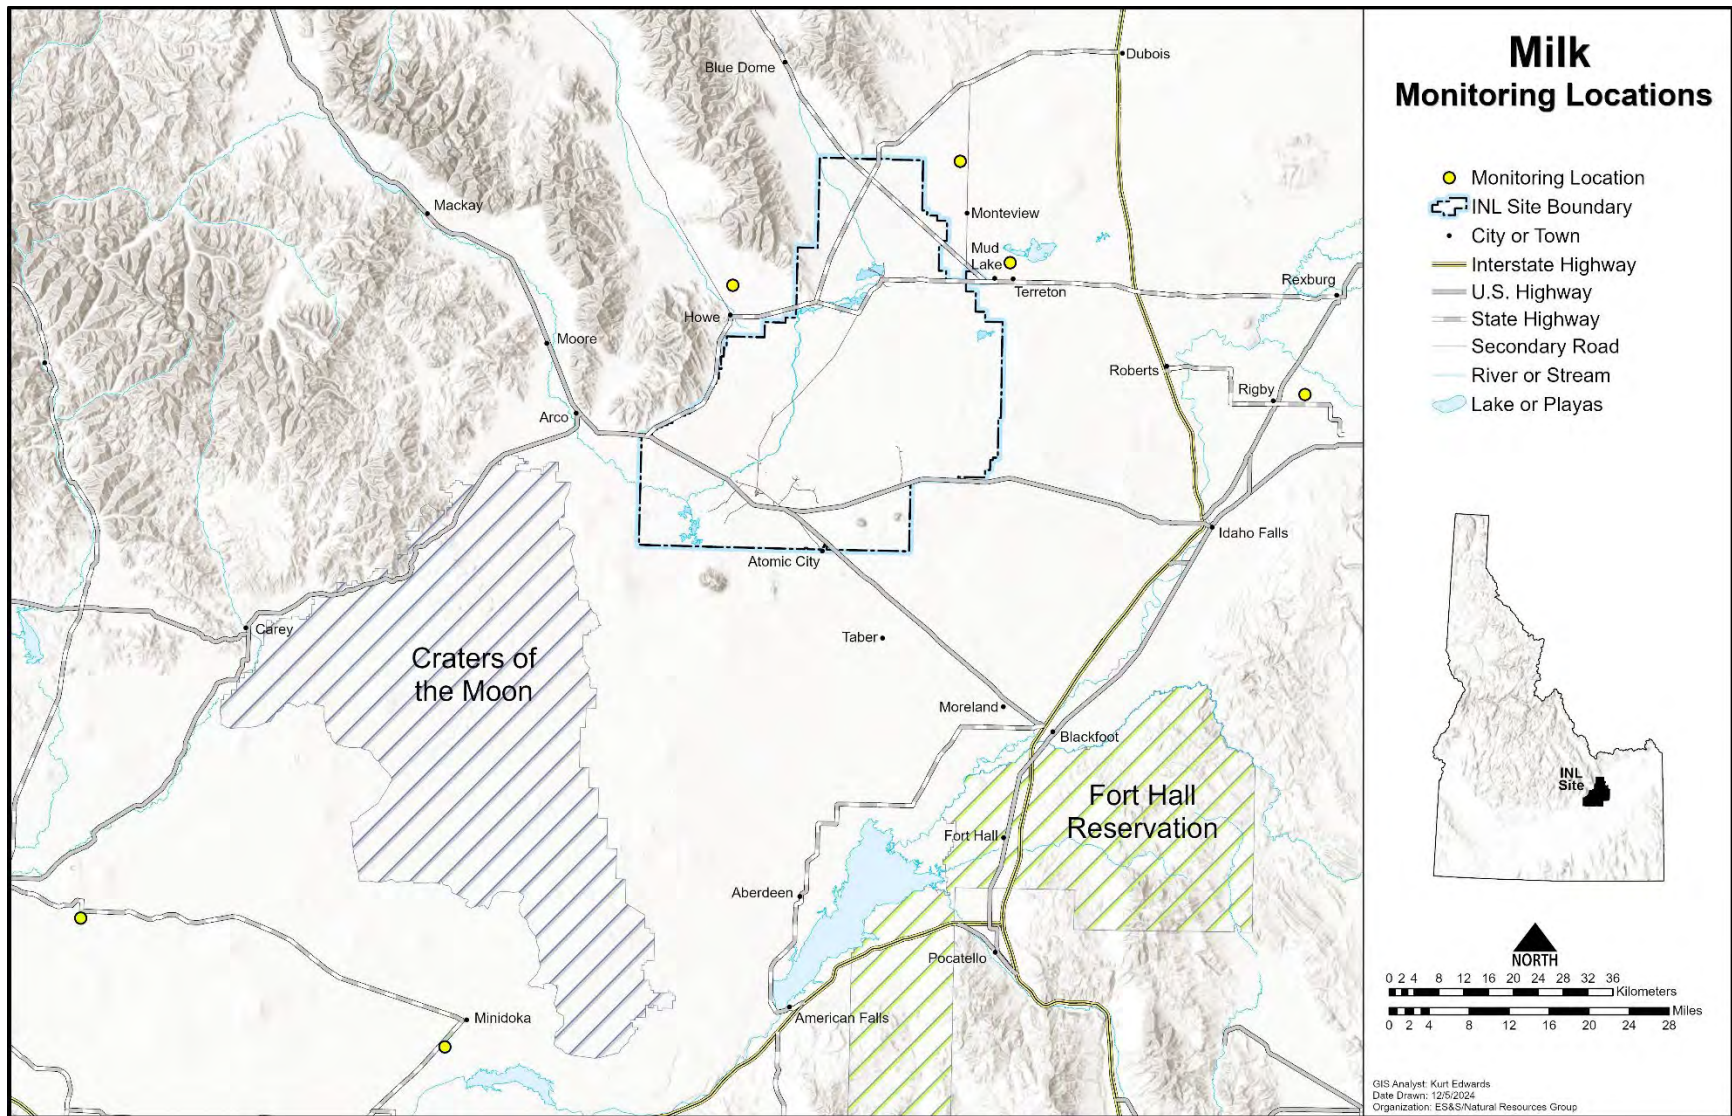 Milk
Monitoring Locations
Monitoring Location
INL Site Boundary
City or Town
Interstate Highway
U.S. Highway
State Highway
Secondary Road
River or Stream
Lake or Playas
Dubois
Blue Dome
Mackay
Monteview
Mud
Lake
Terreton
Rexburg
Howe
Moore
Roberts
Rigby
Arco
Idaho Falls
Atomic City
Carey
Taber
Craters of
the Moon
Moreland
Blackfoot
Fort Hall
Reservation
Fort Hall
Aberdeen
Pocatello
American Falls
Minidoka
INL
Site
NORTH
0 2 4 8 12 16 20 24 28 32 36
Kilometers
Miles
0 2 4 8 12 16 20 24 28
GIS Analyst: Kurt Edwards
Date Drawn: 12/5/2024
Organization: ES&S/Natural Resources Group